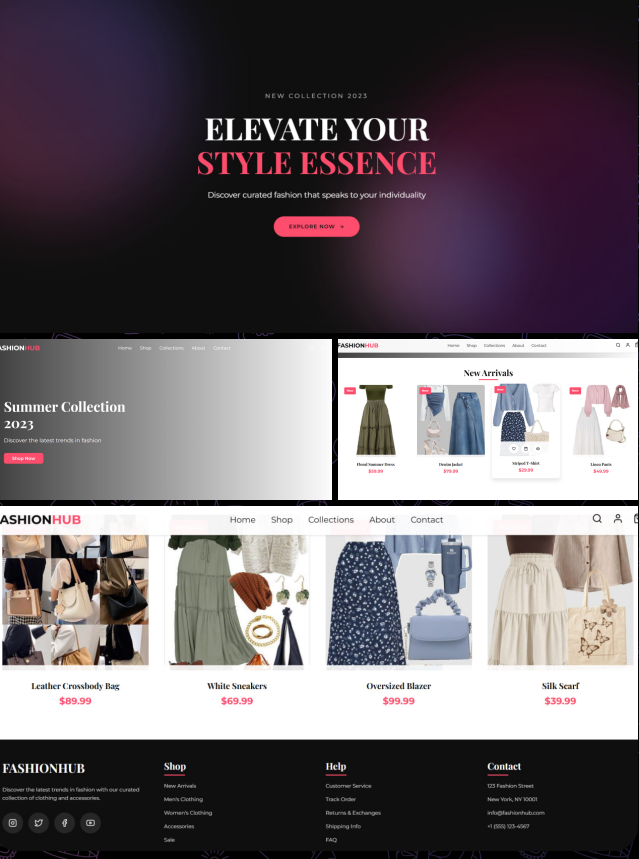 NEW COLLECTION 2023
ELEVATE YOUR
STYLE ESSENCE
Discover curated fashion that speaks to your individuality
EXPLORE NOW
ASHIONHUB
Home Shop Collections About Contact
Summer Collection
2023
Discover the latest trends in fashion
Shop Now
FASHIONHUB
Home Shop Collections About Contact
New Arrivals
New New New New
Floral Summer Dress Denim Jacket Striped T-Shirt Linen Pants
$59.99 $79.99 $29.99 $49.99
ASHIONHUB
Home Shop Collections About Contact
Leather Crossbody Bag White Sneakers Oversized Blazer Silk Scarf
$89.99 $69.99 $99.99 $39.99
FASHIONHUB
Discover the latest trends in fashion with our curated
collection of clothing and accessories.
Shop
New Arrivals
Men's Clothing
Women's Clothing
Accessories
Sale
Help
Customer Service
Track Order
Returns & Exchanges
Shipping Info
FAQ
Contact
123 Fashion Street
New York, NY 10001
info@fashionhub.com
+1 (555) 123-4567